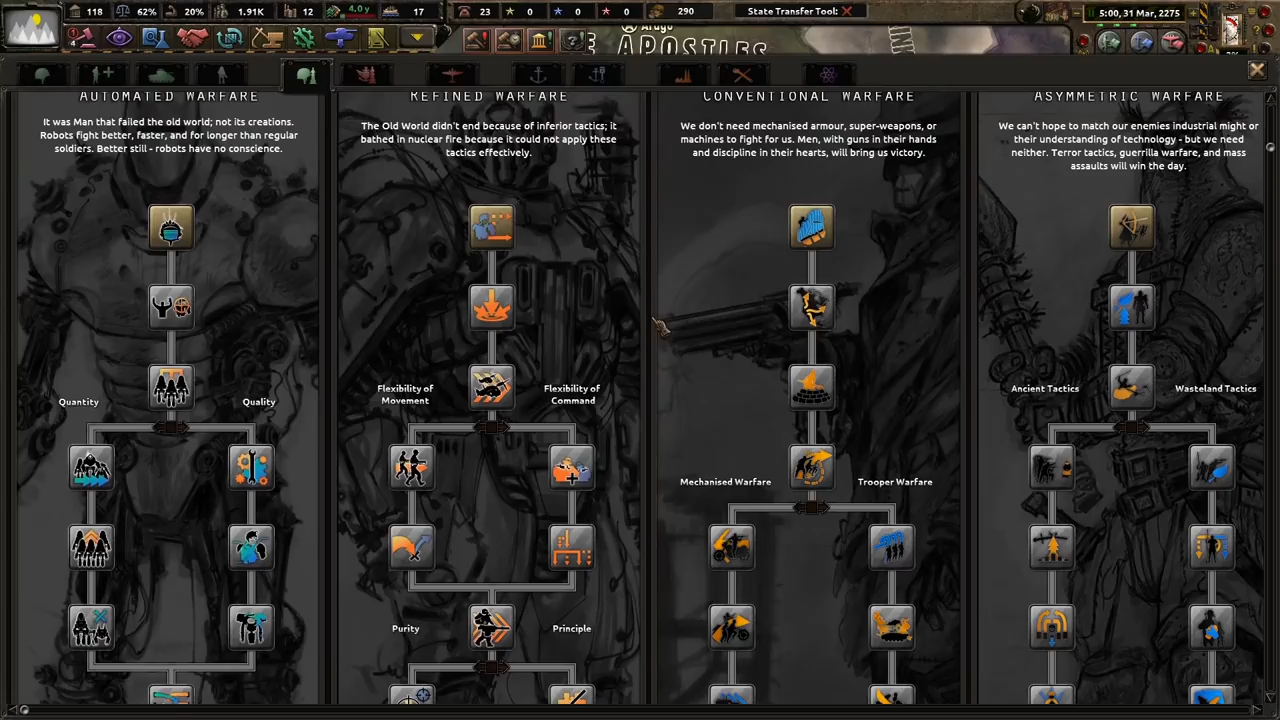 118 62% 20% 1,91K 12 4.0 y 17 23 0 0 0 290 State Transfer Tool: 5:00, 31 Mar, 2275
Arayo
E APOSTLES
AUTOMATED WARFARE
It was Man that failed the old world; not its creations.
Robots fight better, faster, and for longer than regular
soldiers. Better still - robots have no conscience.
Quantity
Quality
REFINED WARFARE
The Old World didn't end because of inferior tactics; it
bathed in nuclear fire because it could not apply these
tactics effectively.
Flexibility of
Movement
Flexibility of
Command
Purity
Principle
CONVENTIONAL WARFARE
We don't need mechanised armour, super-weapons, or
machines to fight for us. Men, with guns in their hands
and discipline in their hearts, will bring us victory.
Mechanised Warfare
Trooper Warfare
ASYMMETRIC WARFARE
We can't hope to match our enemies industrial might or
their understanding of technology - but we need
neither. Terror tactics, guerrilla warfare, and mass
assaults will win the day.
Ancient Tactics
Wasteland Tactics